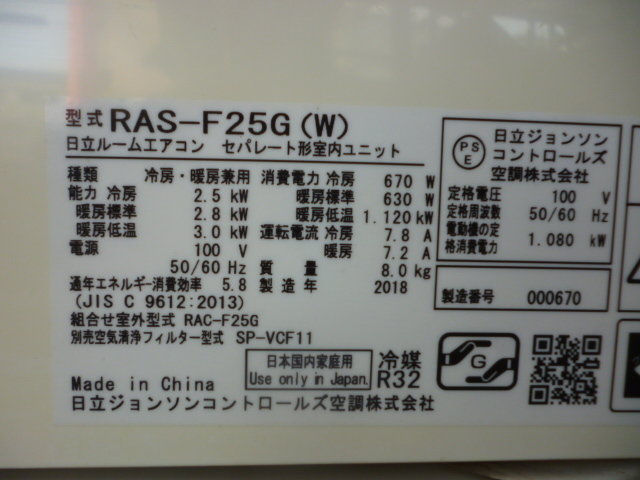 型式 RAS-F25G (W)
日立ルームエアコン セパレート形室内ユニット
種類 冷房・暖房兼用
能力 冷房 2.5 kW
暖房標準 2.8 kW
暖房低温 3.0 kW
電源 100 V
50/60 Hz
消費電力 冷房 670 W
暖房標準 630 W
暖房低温 1.120 kW
運転電流 冷房 7.8 A
暖房 7.2 A
質量 8.0 kg
通年エネルギー消費効率 5.8
製造年 2018
(JIS C 9612:2013)
組合せ室外型式 RAC-F25G
別売空気清浄フィルター型式 SP-VCF11
日本国内家庭用
Use only in Japan.
冷媒
R32
Made in China
日立ジョンソンコントロールズ空調株式会社
PS
E
日立ジョンソン
コントロールズ
空調株式会社
定格電圧 100 V
定格周波数 50/60 Hz
電動機の定
格消費電力 1.080 kW
製造番号 000670
G